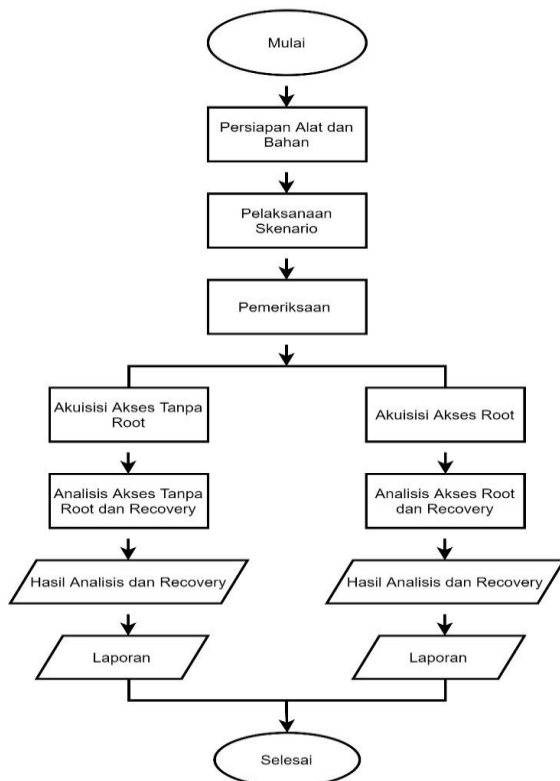 Mulai
Persiapan Alat dan
Bahan
Pelaksanaan
Skenario
Pemeriksaan
Akuisisi Akses Tanpa
Root
Akuisisi Akses Root
Analisis Akses Tanpa
Root dan Recovery
Analisis Akses Root
dan Recovery
Hasil Analisis dan Recovery
Hasil Analisis dan Recovery
Laporan
Laporan
Selesai